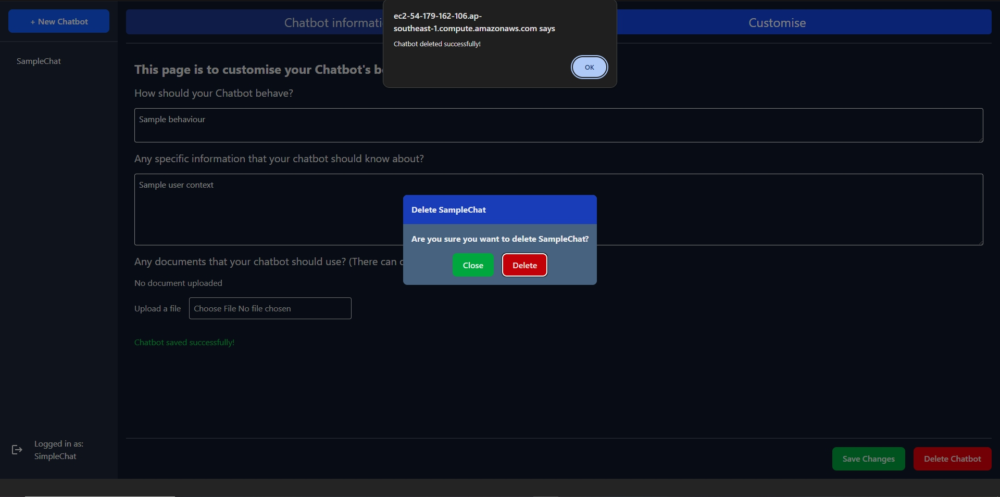 + New Chatbot
SampleChat
Logged in as:
SimpleChat
Chatbot
Customise
ec2-54-179-162-106.ap-
southeast-1.compute.amazonaws.com says
Chatbot deleted successfully!
OK
This page is to customise your Chatbot's
How should your Chatbot behave?
Sample behaviour
Any specific information that your chatbot should know about?
Sample user context
Delete SampleChat
Are you sure you want to delete SampleChat?
Close Delete
Any documents that your chatbot should use? (There can
No document uploaded
Upload a file Choose File No file chosen
Chatbot saved successfully!
Save Changes Delete Chatbot